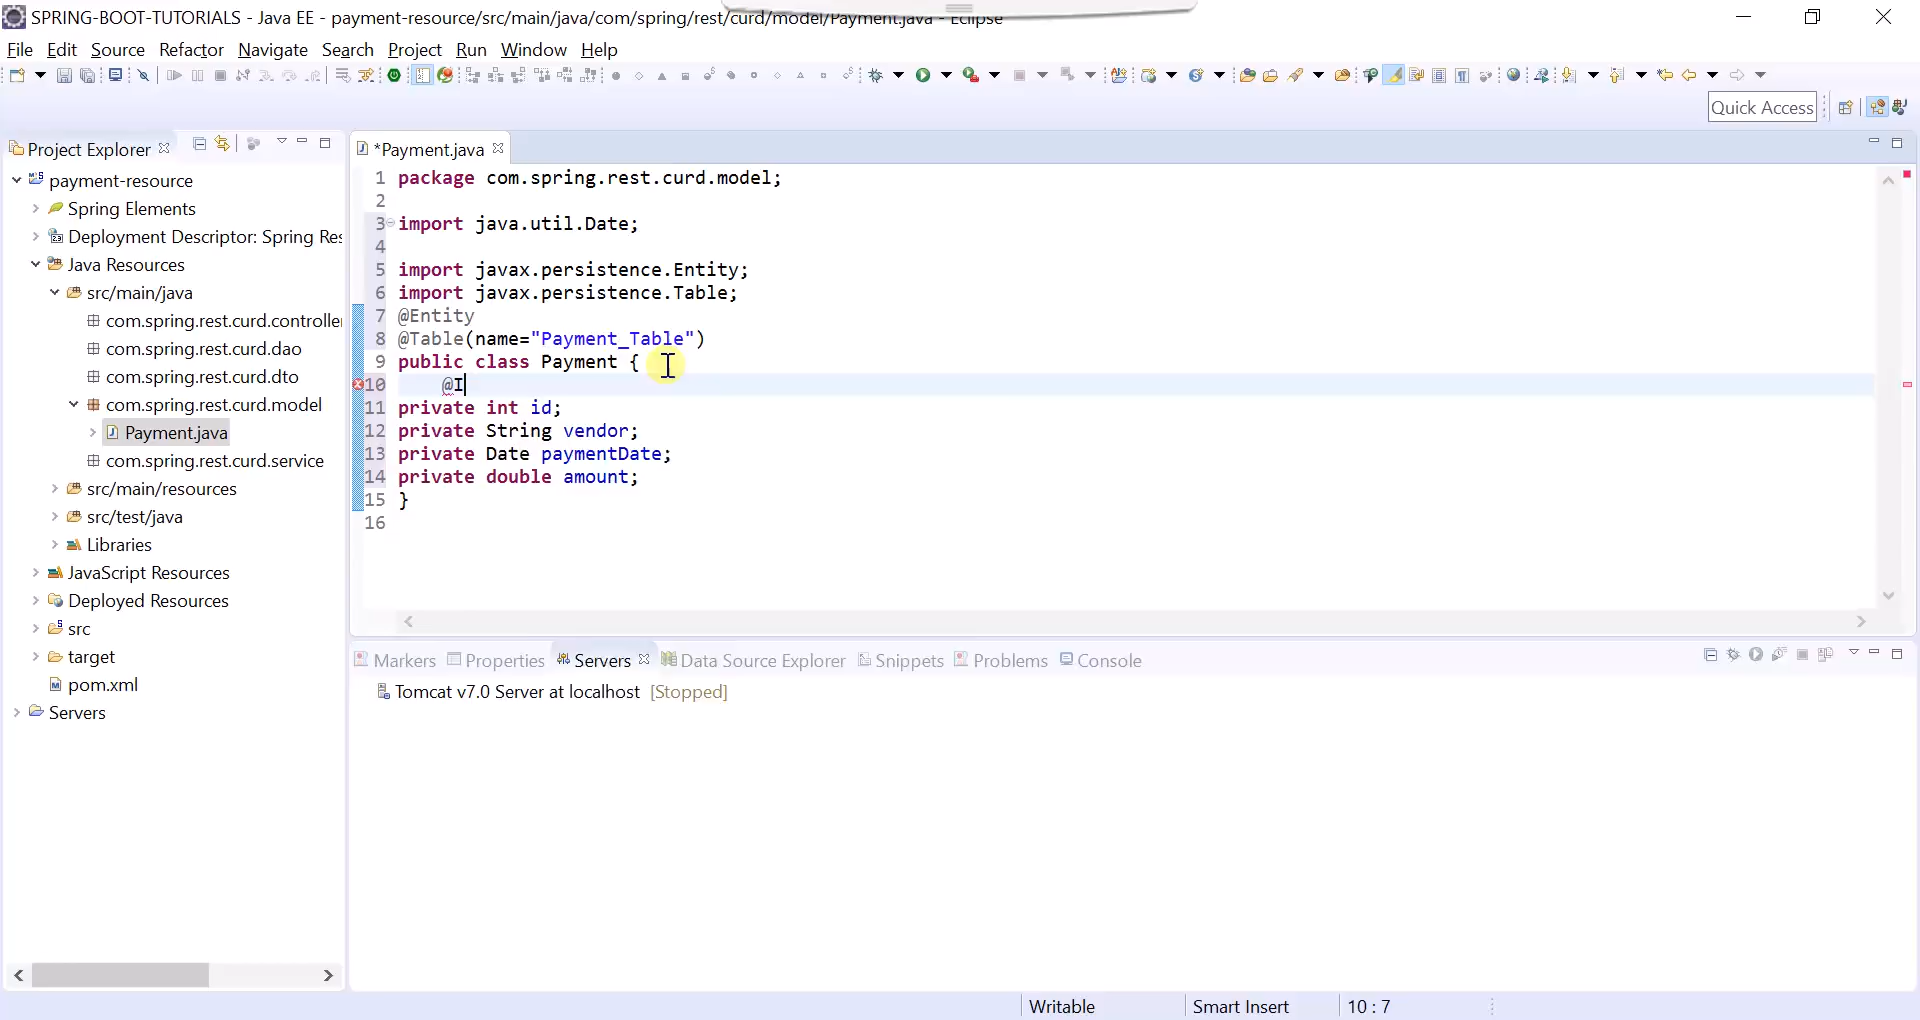 SPRING-BOOT-TUTORIALS - Java EE - payment-resource/src/main/java/com/spring/rest/curd/model/Payment.java - Eclipse
File Edit Source Refactor Navigate Search Project Run Window Help
Quick Access
Project Explorer
payment-resource
Spring Elements
Deployment Descriptor: Spring Res
Java Resources
src/main/java
com.spring.rest.curd.controller
com.spring.rest.curd.dao
com.spring.rest.curd.dto
com.spring.rest.curd.model
Payment.java
com.spring.rest.curd.service
src/main/resources
src/test/java
Libraries
JavaScript Resources
Deployed Resources
src
target
pom.xml
Servers
*Payment.java
1 package com.spring.rest.curd.model;
2
3 import java.util.Date;
4
5 import javax.persistence.Entity;
6 import javax.persistence.Table;
7 @Entity
8 @Table(name="Payment_Table")
9 public class Payment {
10 @I
11 private int id;
12 private String vendor;
13 private Date paymentDate;
14 private double amount;
15 }
16
Markers Properties Servers Data Source Explorer Snippets Problems Console
Tomcat v7.0 Server at localhost [Stopped]
Writable Smart Insert 10 : 7